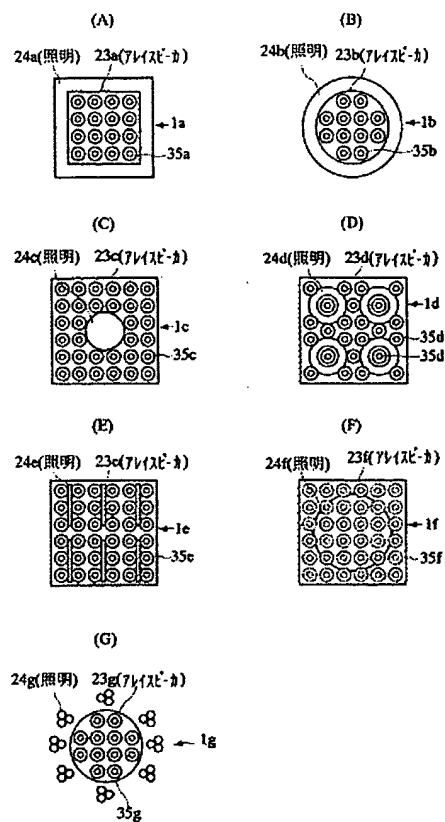 (A)
(B)
24a(照明) 23a(アレイスピーカ)
24b(照明) 23b(アレイスピーカ)
1a
1b
35a
35b
(C)
(D)
24c(照明) 23c(アレイスピーカ)
24d(照明) 23d(アレイスピーカ)
1c
1d
35c
35d
35d
(E)
(F)
24e(照明) 23e(アレイスピーカ)
24f(照明) 23f(アレイスピーカ)
1e
1f
35e
35f
(G)
24g(照明) 23g(アレイスピーカ)
1g
35g